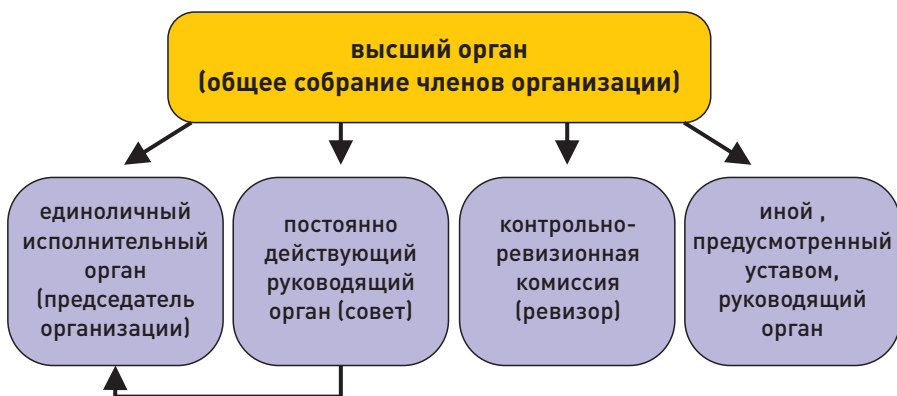 высший орган
(общее собрание членов организации)
единоличный
исполнительный
орган
(председатель
организации)
постоянно
действующий
руководящий
орган (совет)
контрольно-
ревизионная
комиссия
(ревизор)
иной ,
предусмотренный
уставом,
руководящий
орган